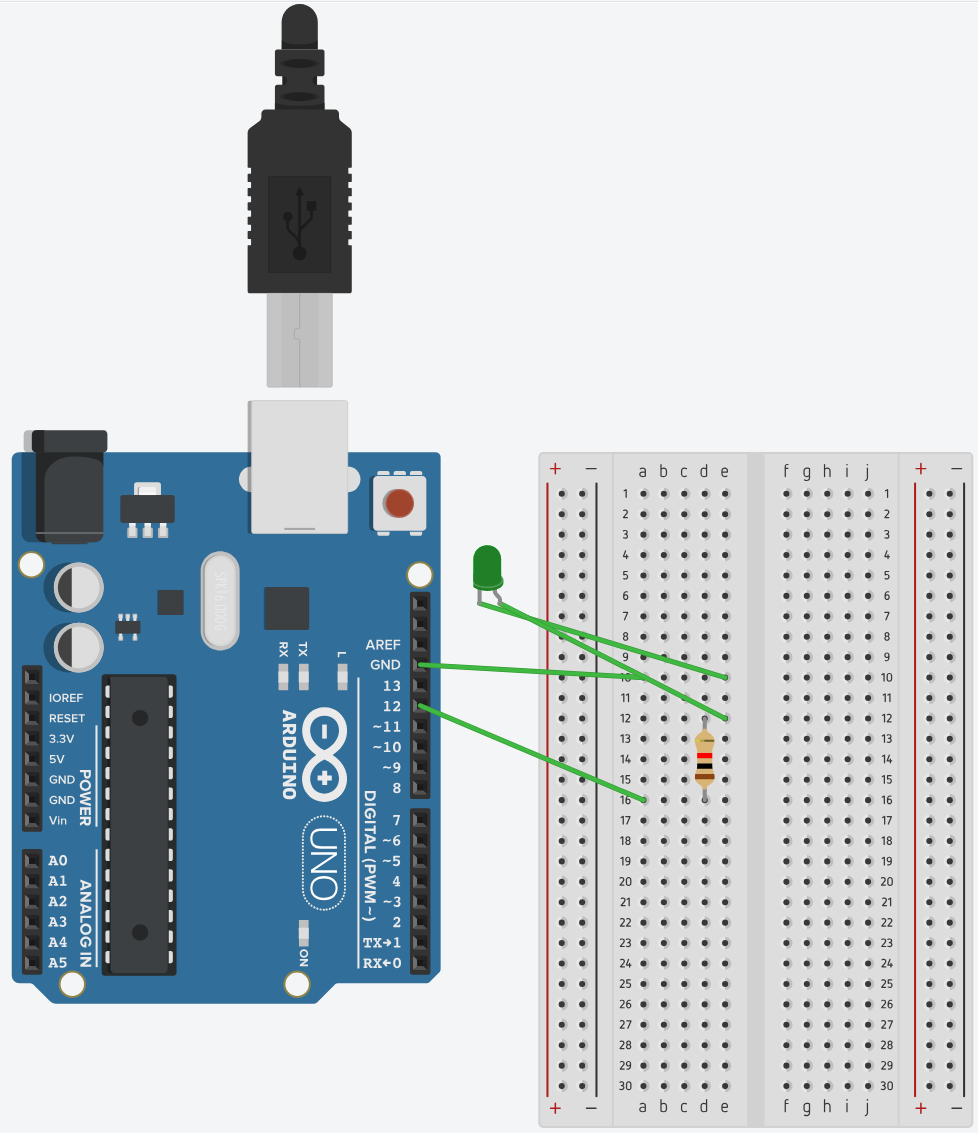 AREF
GND
13
12
~11
~10
~9
8
7
~6
~5
4
~3
2
TX→1
RX←0
DIGITAL (PWM~)
IOREF
RESET
3.3V
5V
GND
GND
Vin
POWER
A0
A1
A2
A3
A4
A5
ANALOG IN
RX
TX
L
ARDUINO
UNO
ON
SPK16000G
+ − a b c d e f g h i j + −
1 1
2 2
3 3
4 4
5 5
6 6
7 7
8 8
9 9
10 10
11 11
12 12
13 13
14 14
15 15
16 16
17 17
18 18
19 19
20 20
21 21
22 22
23 23
24 24
25 25
26 26
27 27
28 28
29 29
30 30
+ − a b c d e f g h i j + −